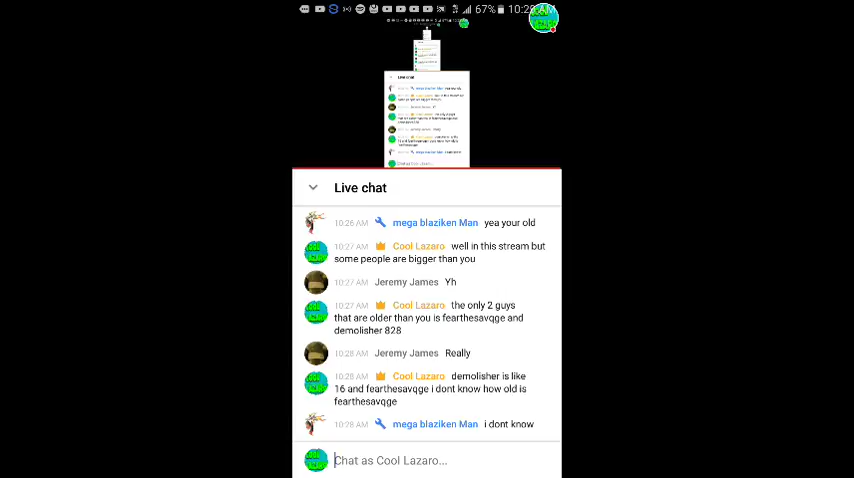 67% 10:28 AM
Live chat
10:26 AM mega blaziken Man yea your old
10:27 AM Cool Lazaro well in this stream but
some people are bigger than you
10:27 AM Jeremy James Yh
10:27 AM Cool Lazaro the only 2 guys
that are older than you is fearthesavqge and
demolisher 828
10:28 AM Jeremy James Really
10:28 AM Cool Lazaro demolisher is like
16 and fearthesavqge i dont know how old is
fearthesavqge
10:28 AM mega blaziken Man i dont know
Chat as Cool Lazaro...